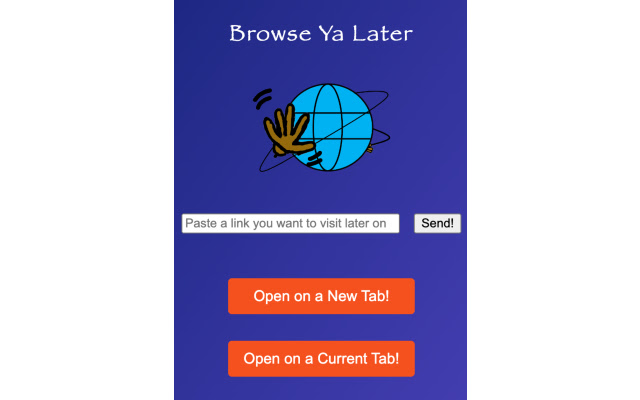 Browse Ya Later
Paste a link you want to visit later on
Send!
Open on a New Tab!
Open on a Current Tab!